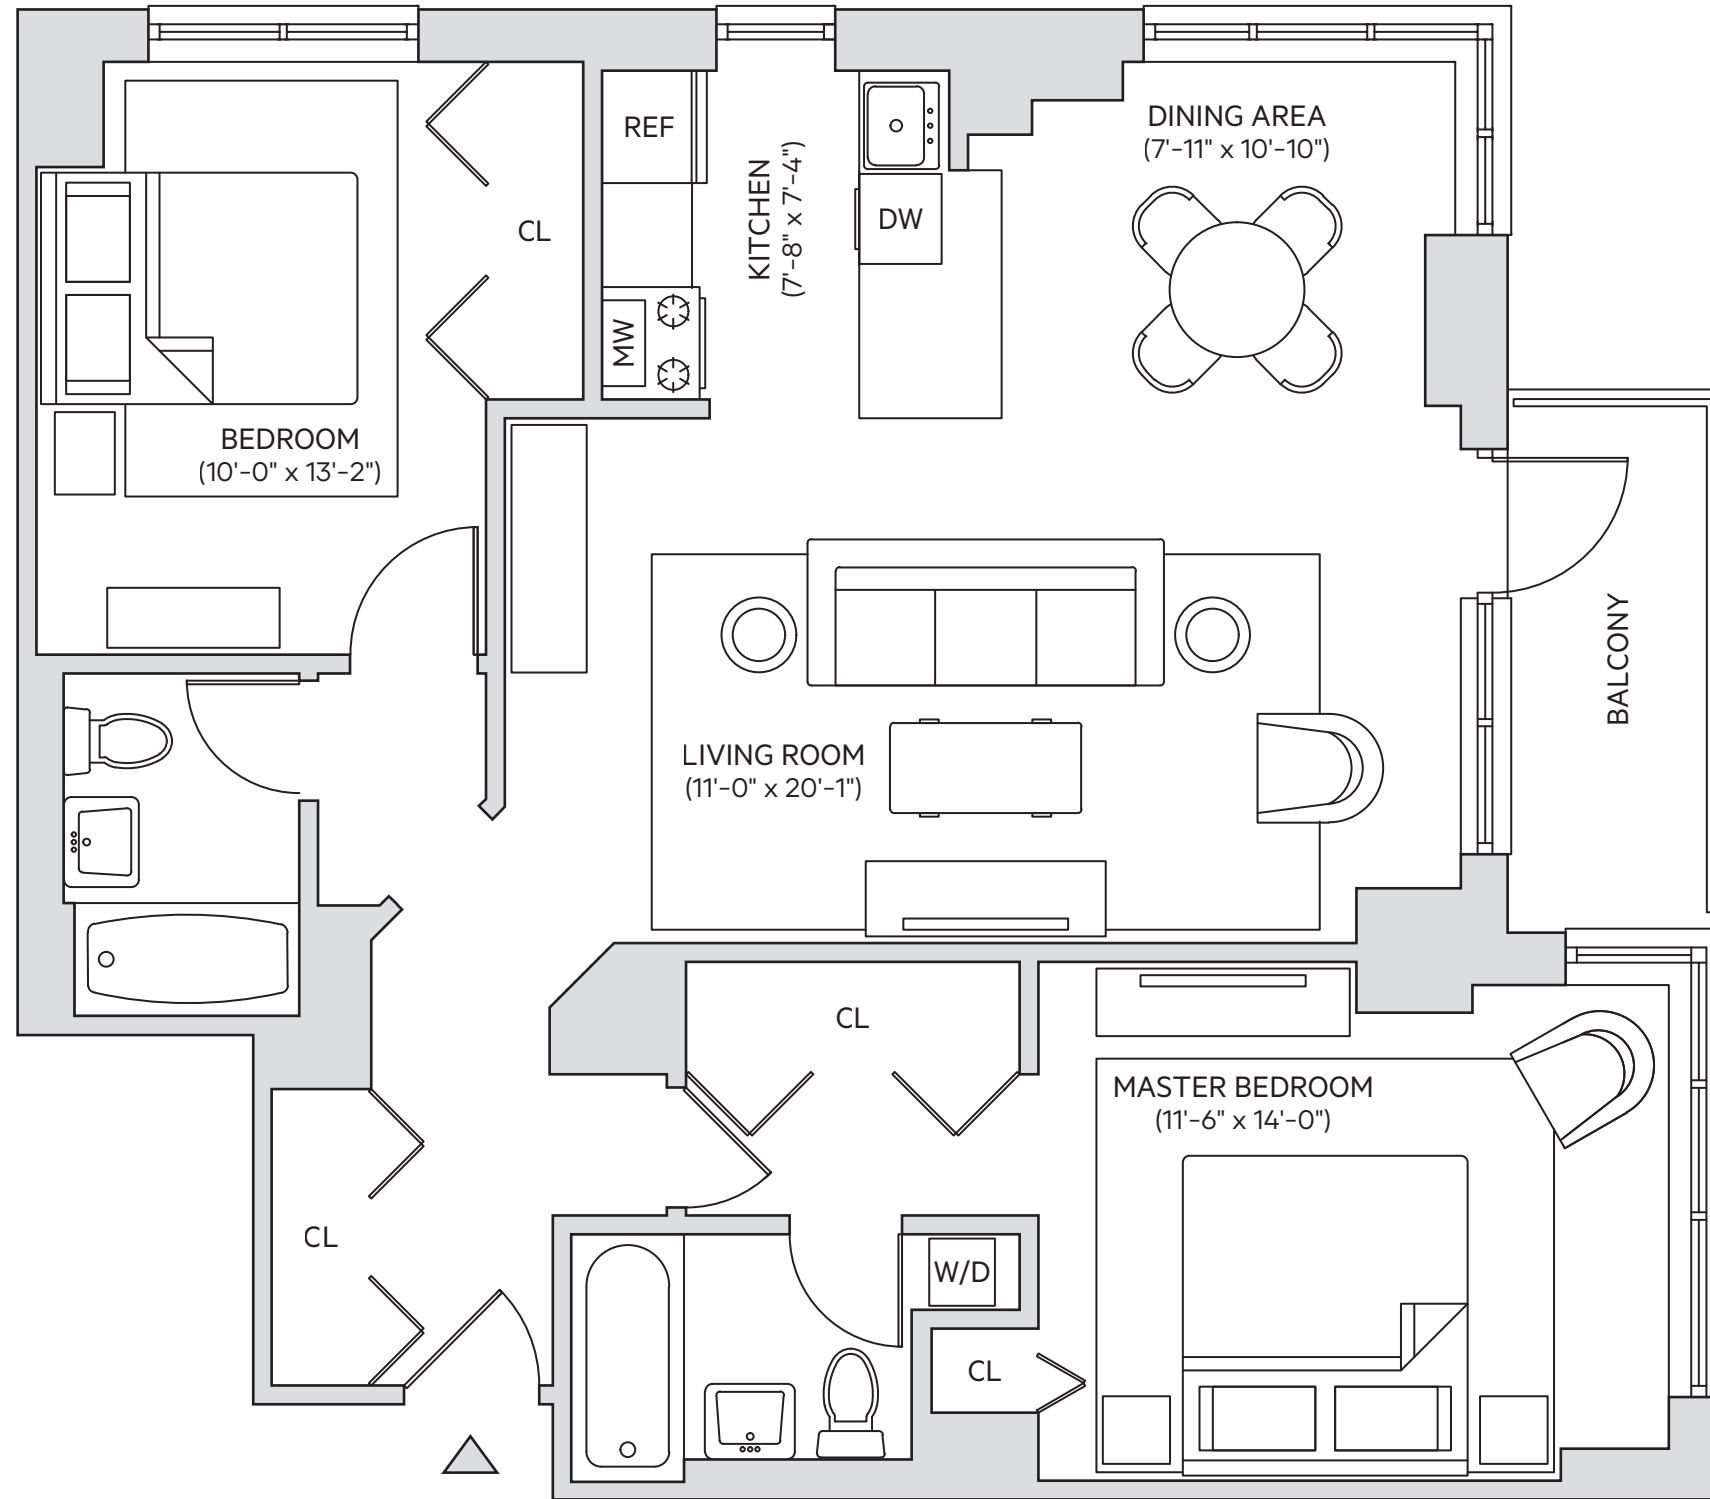 REF
KITCHEN
(7'-8" x 7'-4")
DINING AREA
(7'-11" x 10'-10")
CL
DW
MW
BEDROOM
(10'-0" x 13'-2")
BALCONY
LIVING ROOM
(11'-0" x 20'-1")
CL
MASTER BEDROOM
(11'-6" x 14'-0")
CL
W/D
CL